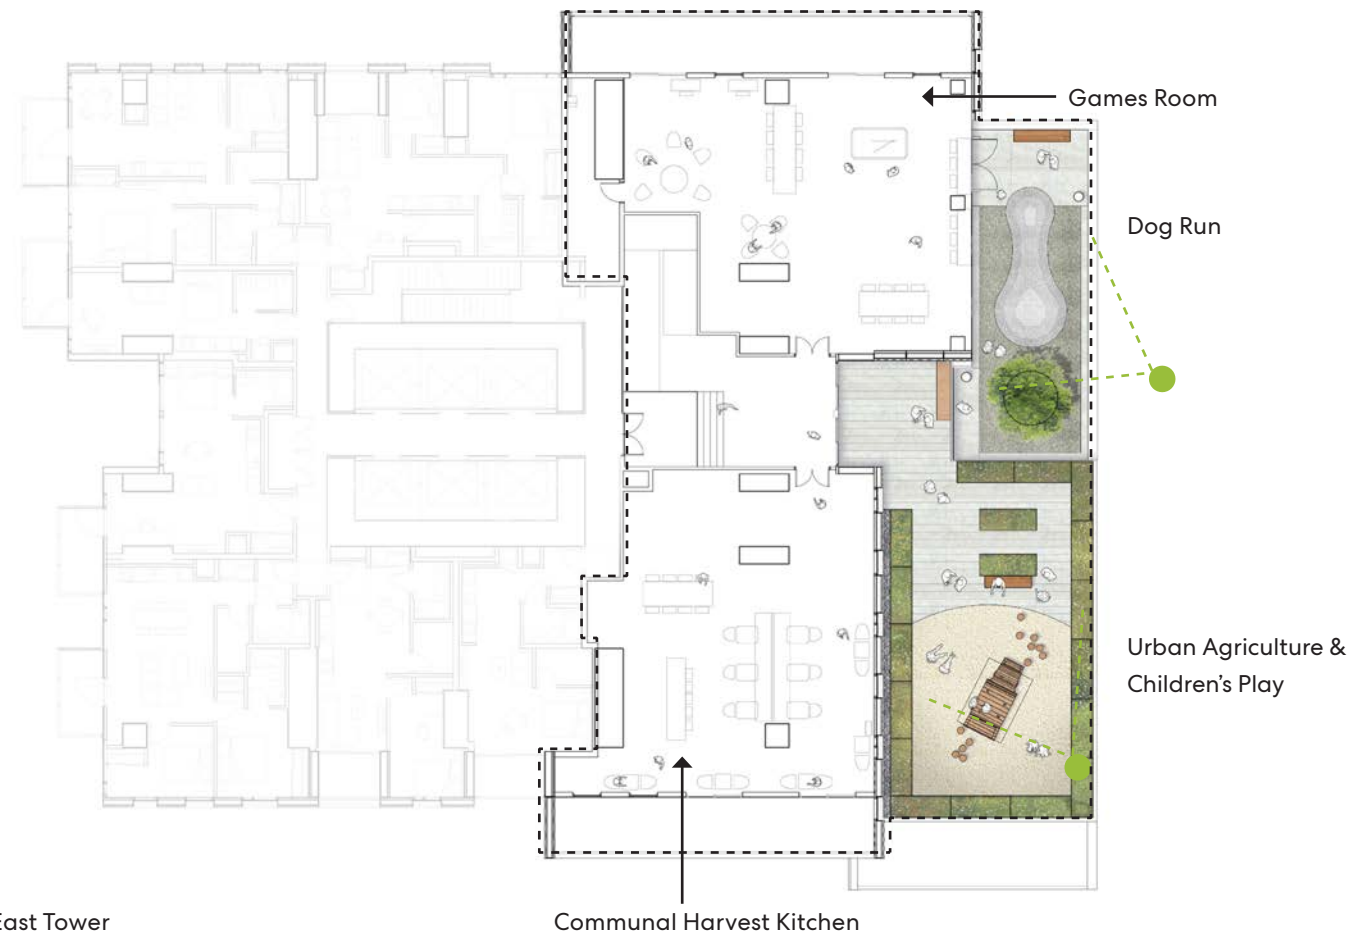 Games Room
Dog Run
Urban Agriculture &
Children's Play
East Tower
Communal Harvest Kitchen